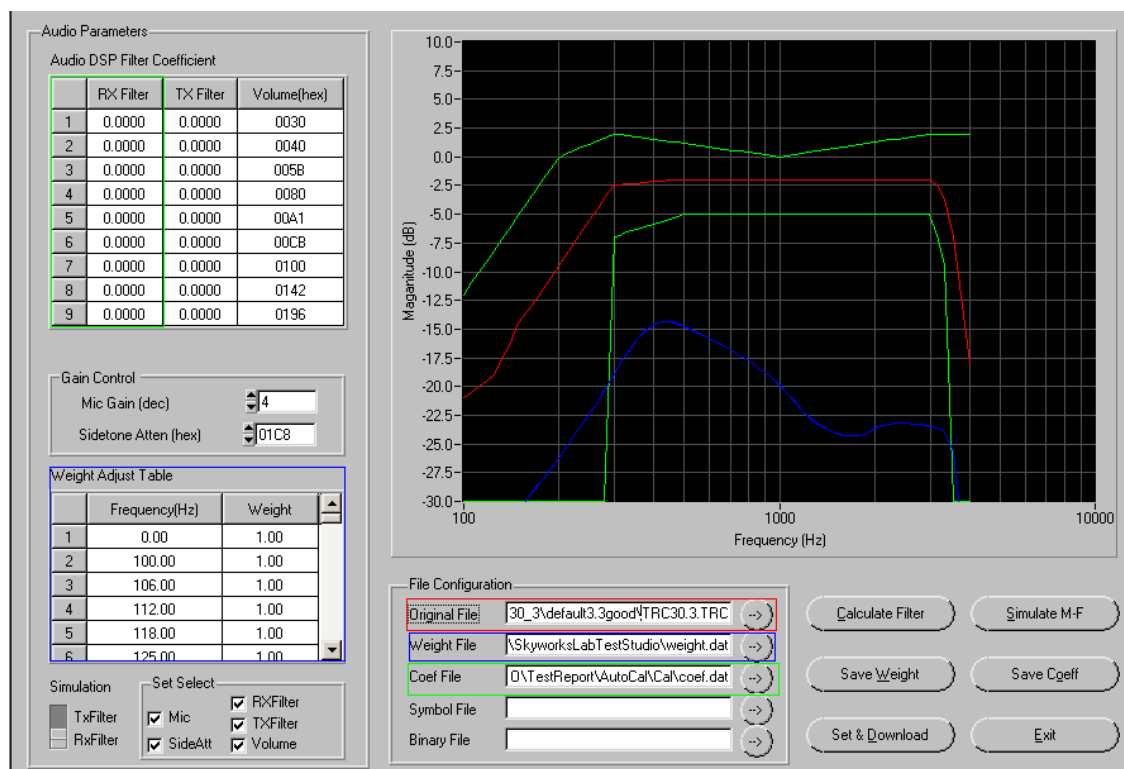 Audio Parameters
Audio DSP Filter Coefficient
RX Filter TX Filter Volume(hex)
1 0.0000 0.0000 0030
2 0.0000 0.0000 0040
3 0.0000 0.0000 005B
4 0.0000 0.0000 0080
5 0.0000 0.0000 00A1
6 0.0000 0.0000 00CB
7 0.0000 0.0000 0100
8 0.0000 0.0000 0142
9 0.0000 0.0000 0196
Gain Control
Mic Gain (dec) 4
Sidetone Atten (hex) 01C8
Weight Adjust Table
Frequency(Hz) Weight
1 0.00 1.00
2 100.00 1.00
3 106.00 1.00
4 112.00 1.00
5 118.00 1.00
6 125.00 1.00
Simulation
TxFilter
RxFilter
Set Select
Mic
SideAtt
RXFilter
TXFilter
Volume
10.0
7.5
5.0
2.5
0.0
-2.5
-5.0
-7.5
-10.0
-12.5
-15.0
-17.5
-20.0
-22.5
-25.0
-27.5
-30.0
Maganitude (dB)
100 1000 10000
Frequency (Hz)
File Configuration
Original File 30_3\default3.3good\TRC30.3.TRC -->
Weight File \SkyworksLabTestStudio\weight.dat -->
Coef File O\TestReport\AutoCal\Cal\coef.dat -->
Symbol File -->
Binary File -->
Calculate Filter Simulate M-F
Save Weight Save Coeff
Set & Download Exit